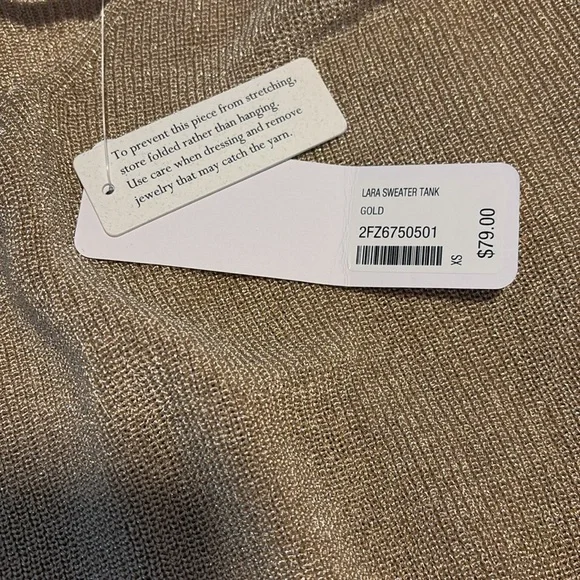 To prevent this piece from stretching,
store folded rather than hanging.
Use care when dressing and remove
jewelry that may catch the yarn.
LARA SWEATER TANK
GOLD
2FZ6750501
XS
$79.00